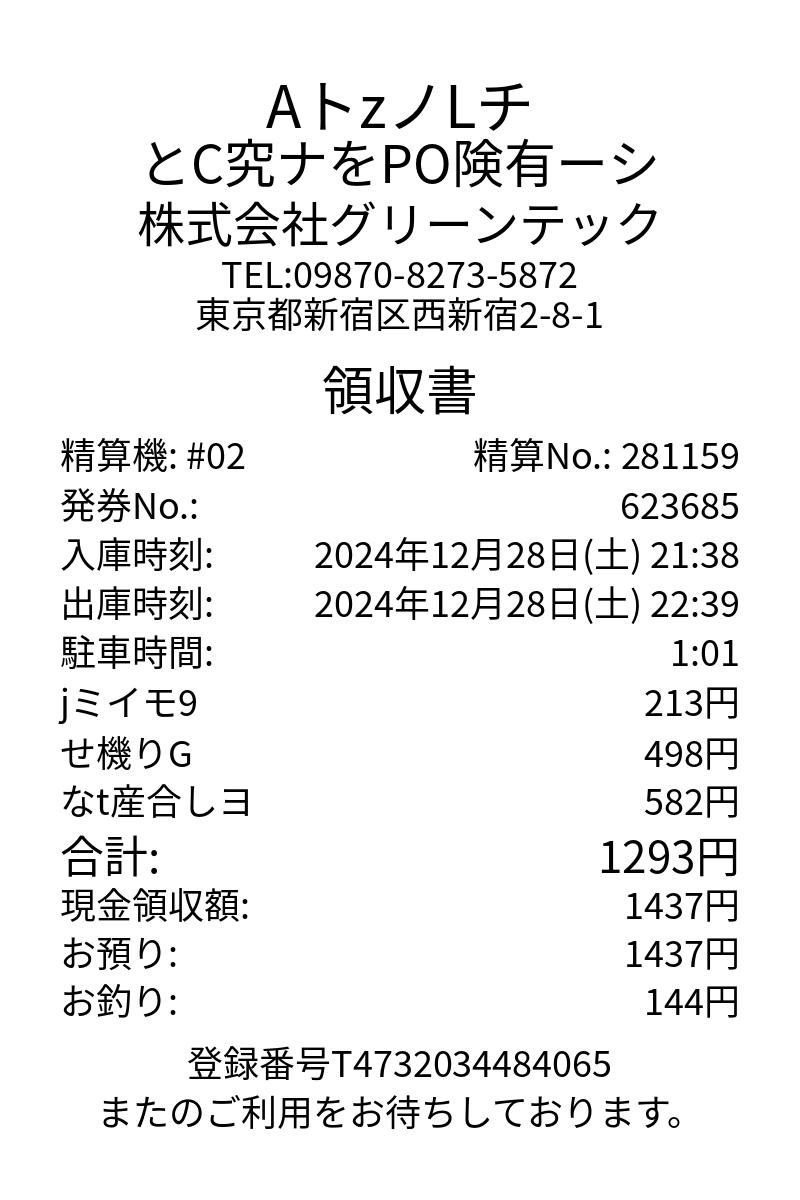 AトzノLチ
とC究ナをPO険有ーシ
株式会社グリーンテック
TEL:09870-8273-5872
東京都新宿区西新宿2-8-1
領収書
精算機: #02 精算No.: 281159
発券No.: 623685
入庫時刻: 2024年12月28日(土) 21:38
出庫時刻: 2024年12月28日(土) 22:39
駐車時間: 1:01
jミイモ9 213円
せ機りG 498円
なt産合しヨ 582円
合計: 1293円
現金領収額: 1437円
お預り: 1437円
お釣り: 144円
登録番号T4732034484065
またのご利用をお待ちしております。